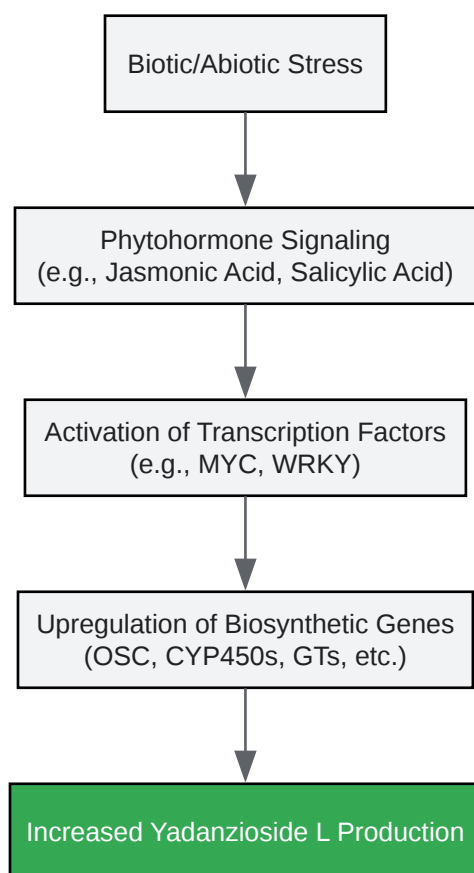 Biotic/Abiotic Stress
Phytohormone Signaling
(e.g., Jasmonic Acid, Salicylic Acid)
Activation of Transcription Factors
(e.g., MYC, WRKY)
Upregulation of Biosynthetic Genes
(OSC, CYP450s, GTs, etc.)
Increased Yadanzioside L Production